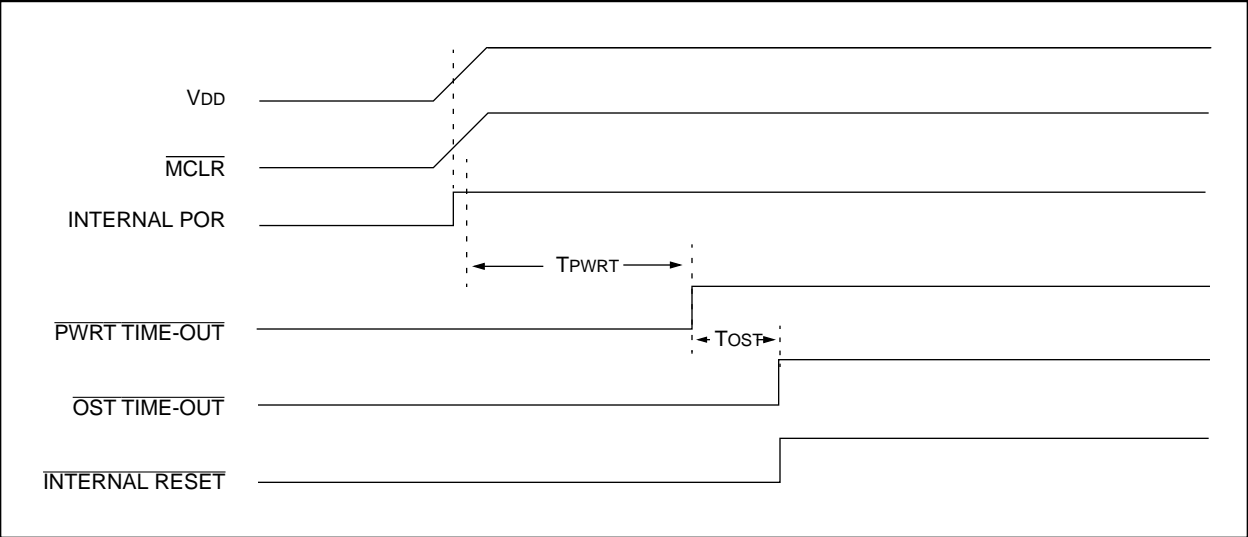 VDD
MCLR
INTERNAL POR
TPWRT
PWRT TIME-OUT
TOST
OST TIME-OUT
INTERNAL RESET